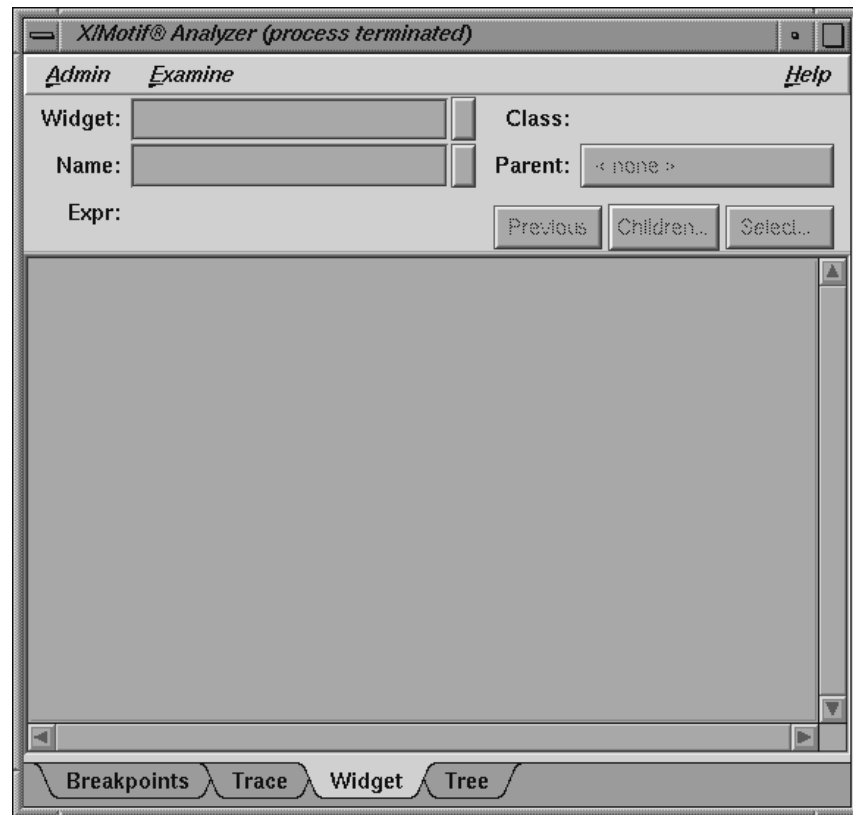 X/Motif® Analyzer (process terminated)
Admin Examine Help
Widget: Class:
Name: Parent: < none >
Expr: Previous Children... Select...
Breakpoints Trace Widget Tree